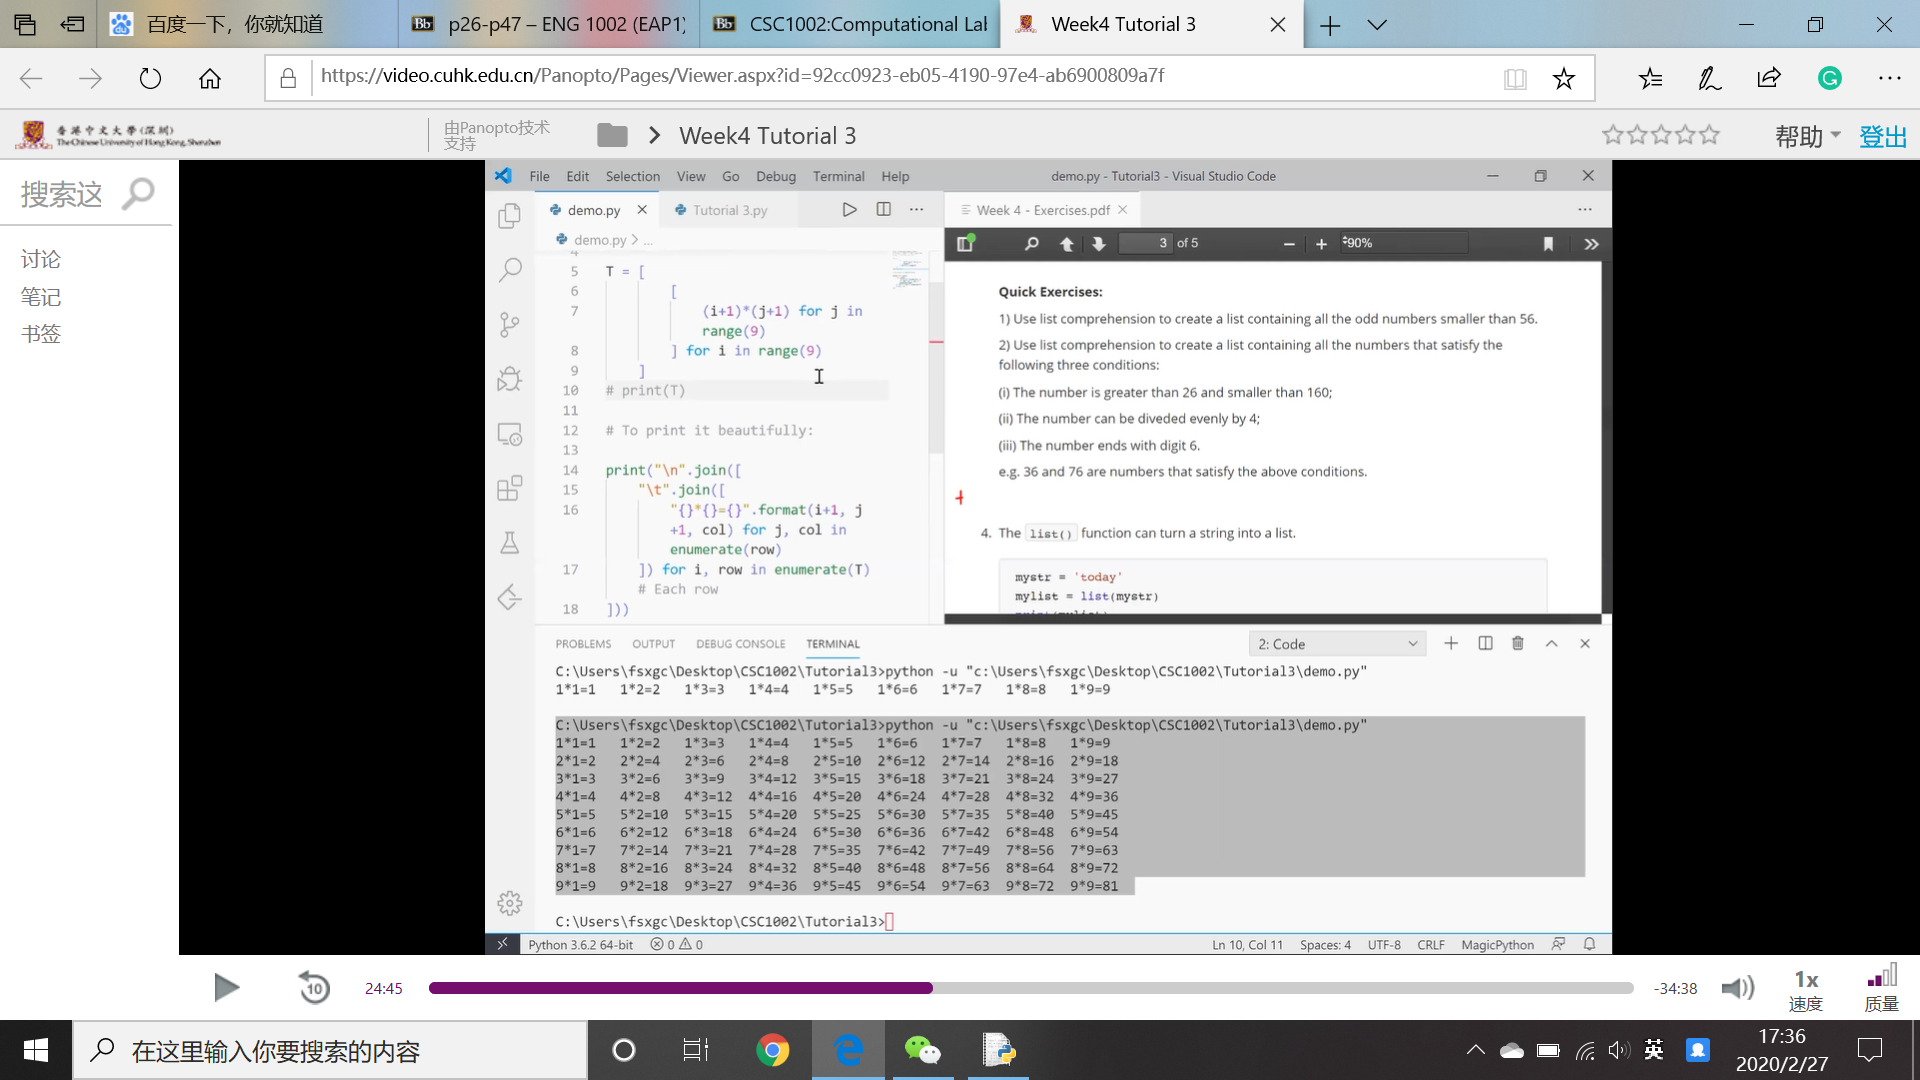 百度一下，你就知道
p26-p47 – ENG 1002 (EAP1)
CSC1002:Computational Lab
Week4 Tutorial 3
https://video.cuhk.edu.cn/Panopto/Pages/Viewer.aspx?id=92cc0923-eb05-4190-97e4-ab6900809a7f
香港中文大學(深圳)
The Chinese University of Hong Kong, Shenzhen
由Panopto技术
支持
Week4 Tutorial 3
帮助
登出
搜索这
讨论
笔记
书签
File Edit Selection View Go Debug Terminal Help
demo.py - Tutorial3 - Visual Studio Code
demo.py
Tutorial 3.py
demo.py > ...
4
5 T = [
6 [
7 (i+1)*(j+1) for j in
range(9)
8 ] for i in range(9)
9 ]
10 # print(T)
11
12 # To print it beautifully:
13
14 print("\n".join([
15 "\t".join([
16 "{}*{}={}".format(i+1, j
+1, col) for j, col in
enumerate(row)
17 ]) for i, row in enumerate(T)
# Each row
18 ]))
Week 4 - Exercises.pdf
3 of 5
90%
Quick Exercises:
1) Use list comprehension to create a list containing all the odd numbers smaller than 56.
2) Use list comprehension to create a list containing all the numbers that satisfy the
following three conditions:
(i) The number is greater than 26 and smaller than 160;
(ii) The number can be diveded evenly by 4;
(iii) The number ends with digit 6.
e.g. 36 and 76 are numbers that satisfy the above conditions.
4. The list() function can turn a string into a list.
mystr = 'today'
mylist = list(mystr)
print(mylist)
PROBLEMS OUTPUT DEBUG CONSOLE TERMINAL
2: Code
C:\Users\fsxgc\Desktop\CSC1002\Tutorial3>python -u "c:\Users\fsxgc\Desktop\CSC1002\Tutorial3\demo.py"
1*1=1 1*2=2 1*3=3 1*4=4 1*5=5 1*6=6 1*7=7 1*8=8 1*9=9
C:\Users\fsxgc\Desktop\CSC1002\Tutorial3>python -u "c:\Users\fsxgc\Desktop\CSC1002\Tutorial3\demo.py"
1*1=1 1*2=2 1*3=3 1*4=4 1*5=5 1*6=6 1*7=7 1*8=8 1*9=9
2*1=2 2*2=4 2*3=6 2*4=8 2*5=10 2*6=12 2*7=14 2*8=16 2*9=18
3*1=3 3*2=6 3*3=9 3*4=12 3*5=15 3*6=18 3*7=21 3*8=24 3*9=27
4*1=4 4*2=8 4*3=12 4*4=16 4*5=20 4*6=24 4*7=28 4*8=32 4*9=36
5*1=5 5*2=10 5*3=15 5*4=20 5*5=25 5*6=30 5*7=35 5*8=40 5*9=45
6*1=6 6*2=12 6*3=18 6*4=24 6*5=30 6*6=36 6*7=42 6*8=48 6*9=54
7*1=7 7*2=14 7*3=21 7*4=28 7*5=35 7*6=42 7*7=49 7*8=56 7*9=63
8*1=8 8*2=16 8*3=24 8*4=32 8*5=40 8*6=48 8*7=56 8*8=64 8*9=72
9*1=9 9*2=18 9*3=27 9*4=36 9*5=45 9*6=54 9*7=63 9*8=72 9*9=81
C:\Users\fsxgc\Desktop\CSC1002\Tutorial3>
Python 3.6.2 64-bit 0 0
Ln 10, Col 11 Spaces: 4 UTF-8 CRLF MagicPython
10
24:45
-34:38
1x
速度
质量
在这里输入你要搜索的内容
英
17:36
2020/2/27